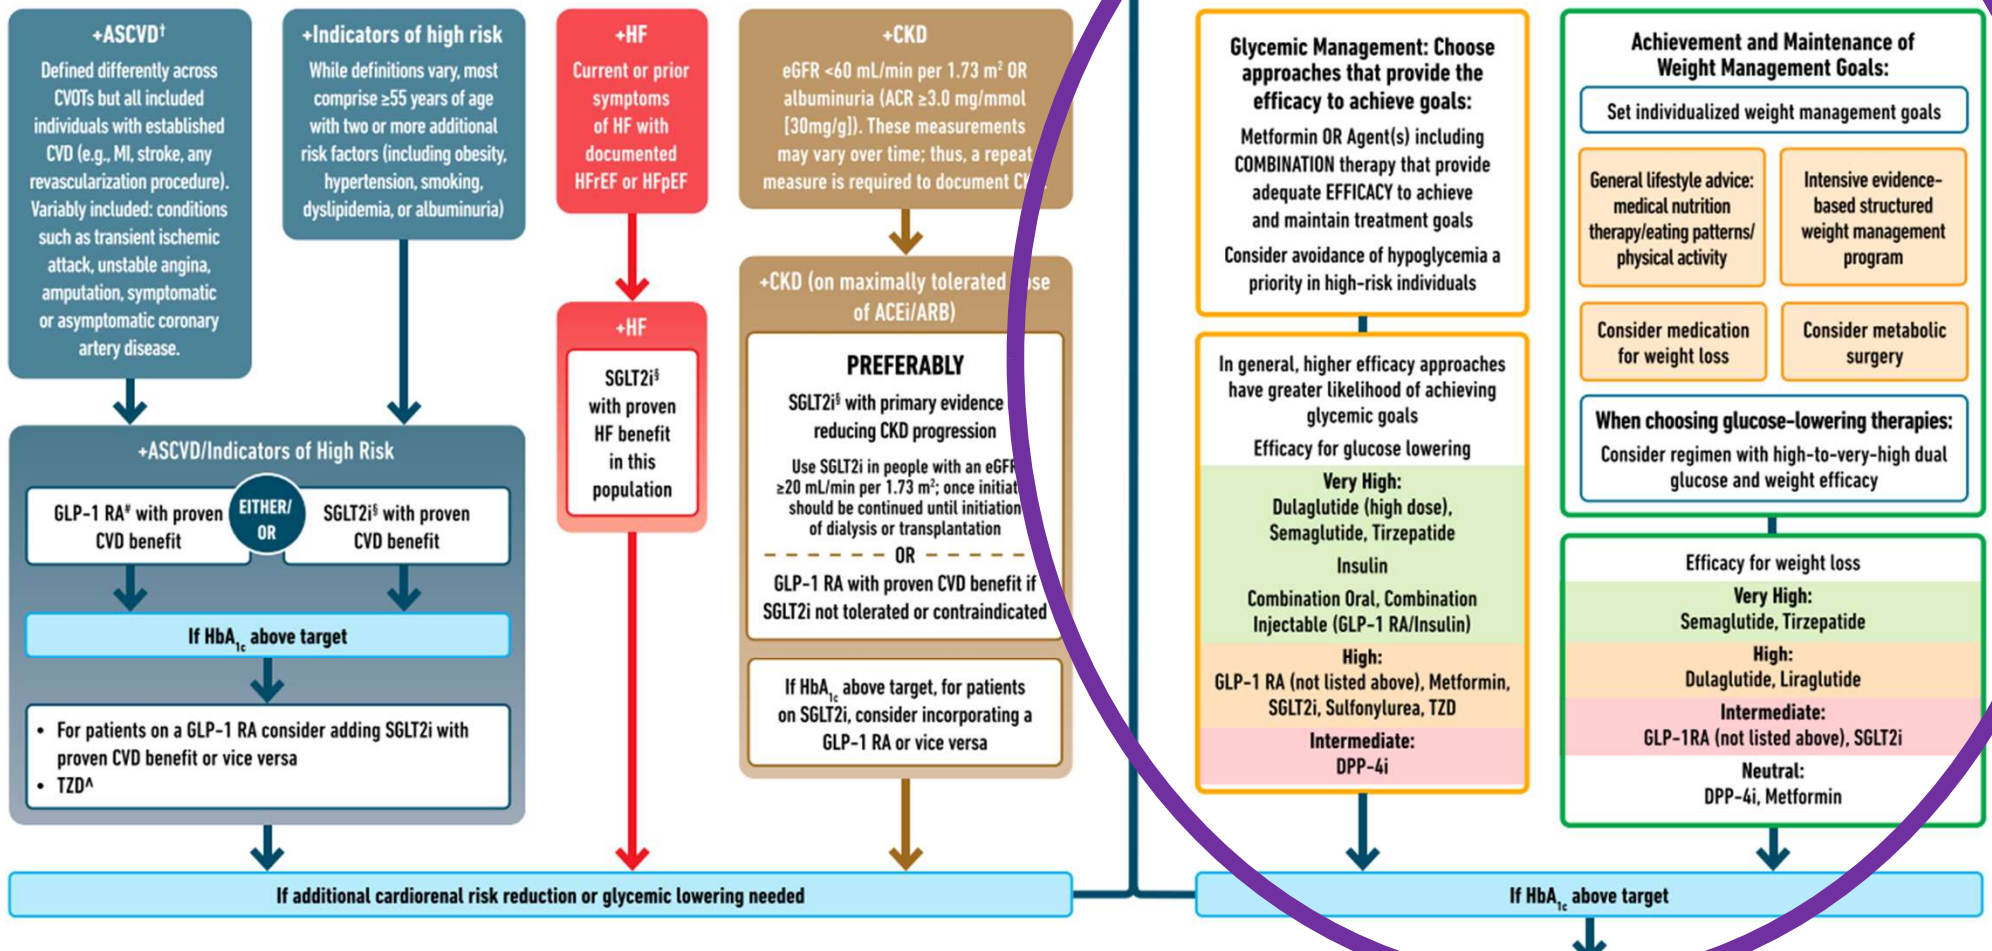 +ASCVD†
Defined differently across
CVOTs but all included
individuals with established
CVD (e.g., MI, stroke, any
revascularization procedure).
Variably included: conditions
such as transient ischemic
attack, unstable angina,
amputation, symptomatic
or asymptomatic coronary
artery disease.
+Indicators of high risk
While definitions vary, most
comprise ≥55 years of age
with two or more additional
risk factors (including obesity,
hypertension, smoking,
dyslipidemia, or albuminuria)
+ASCVD/Indicators of High Risk
GLP-1 RA# with proven
CVD benefit
EITHER/
OR
SGLT2i§ with proven
CVD benefit
If HbA1c above target
• For patients on a GLP-1 RA consider adding SGLT2i with
proven CVD benefit or vice versa
• TZD^
+HF
Current or prior
symptoms
of HF with
documented
HFrEF or HFpEF
+HF
SGLT2i§
with proven
HF benefit
in this
population
+CKD
eGFR <60 mL/min per 1.73 m² OR
albuminuria (ACR ≥3.0 mg/mmol
[30mg/g]). These measurements
may vary over time; thus, a repeat
measure is required to document
+CKD (on maximally tolerated
of ACEi/ARB)
PREFERABLY
SGLT2i§ with primary evidence
reducing CKD progression
Use SGLT2i in people with an eGFR
≥20 mL/min per 1.73 m²; once
should be continued until initiation
of dialysis or transplantation
OR
GLP-1 RA with proven CVD benefit if
SGLT2i not tolerated or contraindicated
If HbA1c above target, for patients
on SGLT2i, consider incorporating a
GLP-1 RA or vice versa
If additional cardiorenal risk reduction or glycemic lowering needed
Glycemic Management: Choose
approaches that provide the
efficacy to achieve goals:
Metformin OR Agent(s) including
COMBINATION therapy that provide
adequate EFFICACY to achieve
and maintain treatment goals
Consider avoidance of hypoglycemia a
priority in high-risk individuals
In general, higher efficacy approaches
have greater likelihood of achieving
glycemic goals
Efficacy for glucose lowering
Very High:
Dulaglutide (high dose),
Semaglutide, Tirzepatide
Insulin
Combination Oral, Combination
Injectable (GLP-1 RA/Insulin)
High:
GLP-1 RA (not listed above), Metformin,
SGLT2i, Sulfonylurea, TZD
Intermediate:
DPP-4i
Achievement and Maintenance of
Weight Management Goals:
Set individualized weight management goals
General lifestyle advice:
medical nutrition
therapy/eating patterns/
physical activity
Intensive evidence-
based structured
weight management
program
Consider medication
for weight loss
Consider metabolic
surgery
When choosing glucose-lowering therapies:
Consider regimen with high-to-very-high dual
glucose and weight efficacy
Efficacy for weight loss
Very High:
Semaglutide, Tirzepatide
High:
Dulaglutide, Liraglutide
Intermediate:
GLP-1RA (not listed above), SGLT2i
Neutral:
DPP-4i, Metformin
If HbA1c above target